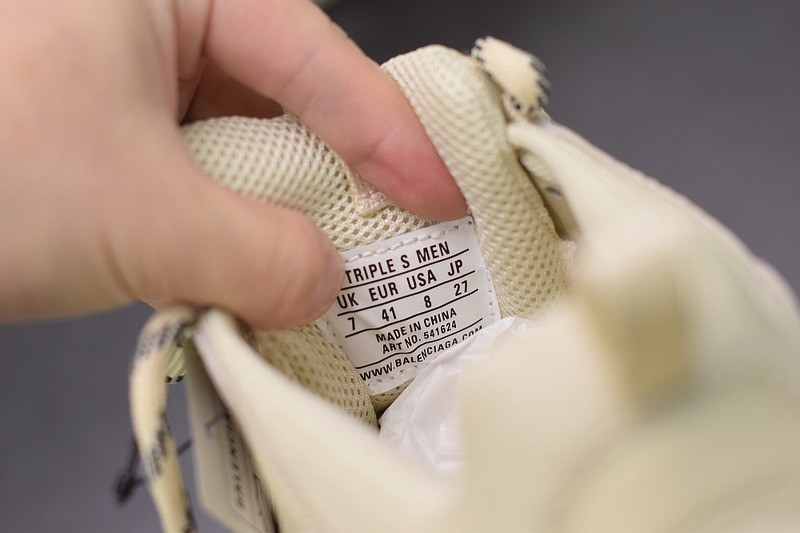 TRIPLE S MEN
UK EUR USA JP
7 41 8 27
MADE IN CHINA
ART NO. 541624
WWW.BALENCIAGA.COM